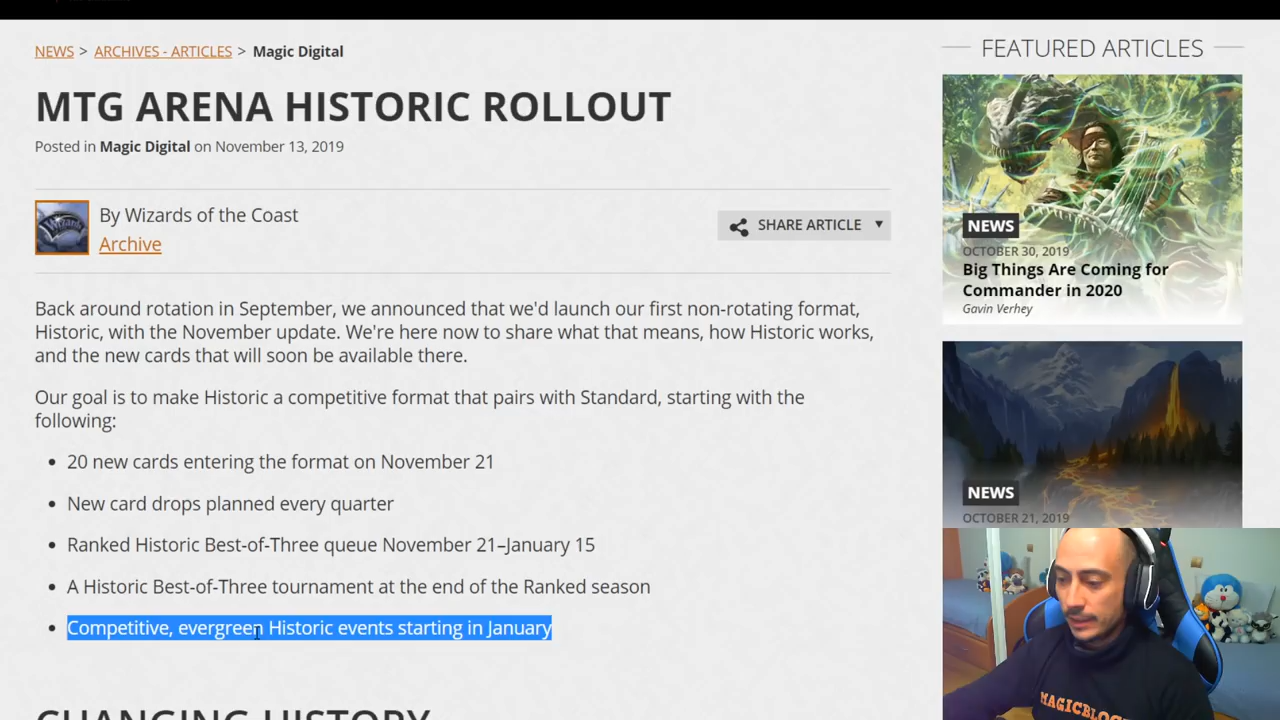 NEWS > ARCHIVES - ARTICLES > Magic Digital
MTG ARENA HISTORIC ROLLOUT
Posted in Magic Digital on November 13, 2019
By Wizards of the Coast
Archive
SHARE ARTICLE
Back around rotation in September, we announced that we'd launch our first non-rotating format,
Historic, with the November update. We're here now to share what that means, how Historic works,
and the new cards that will soon be available there.
Our goal is to make Historic a competitive format that pairs with Standard, starting with the
following:
• 20 new cards entering the format on November 21
• New card drops planned every quarter
• Ranked Historic Best-of-Three queue November 21–January 15
• A Historic Best-of-Three tournament at the end of the Ranked season
• Competitive, evergreen Historic events starting in January
CHANGING HISTORY
FEATURED ARTICLES
NEWS
OCTOBER 30, 2019
Big Things Are Coming for
Commander in 2020
Gavin Verhey
NEWS
OCTOBER 21, 2019